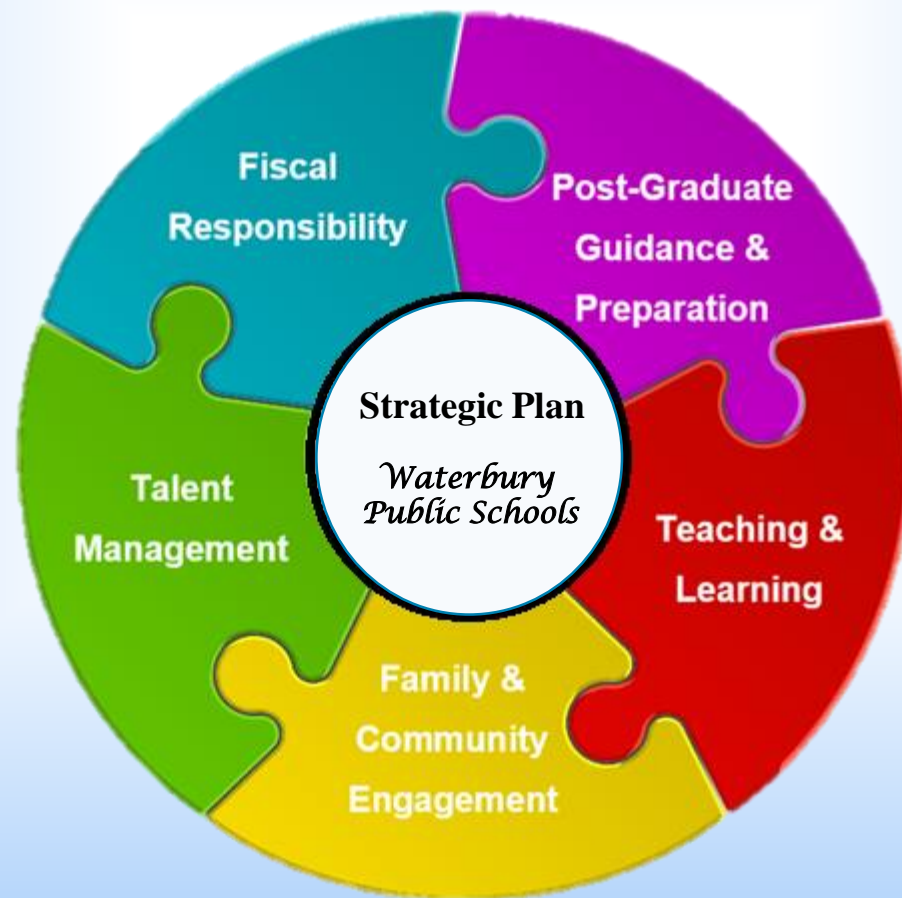 Fiscal
Responsibility
Post-Graduate
Guidance &
Preparation
Strategic Plan
Waterbury
Public Schools
Talent
Management
Teaching &
Learning
Family &
Community
Engagement